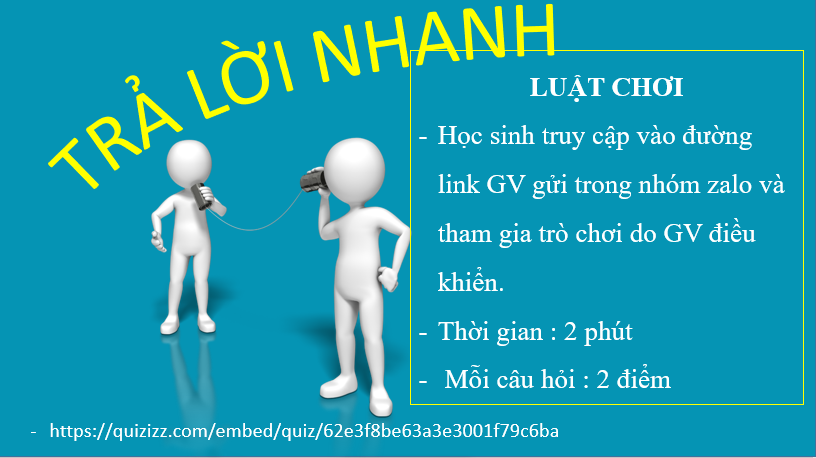 TRẢ LỜI NHANH
LUẬT CHƠI
- Học sinh truy cập vào đường
link GV gửi trong nhóm zalo và
tham gia trò chơi do GV điều
khiển.
- Thời gian : 2 phút
- Mỗi câu hỏi : 2 điểm
- https://quizizz.com/embed/quiz/62e3f8be63a3e3001f79c6ba